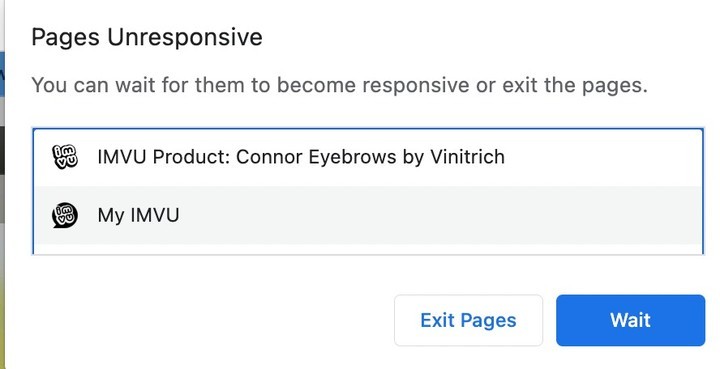 Pages Unresponsive
You can wait for them to become responsive or exit the pages.
IMVU Product: Connor Eyebrows by Vinitrich
My IMVU
Exit Pages
Wait